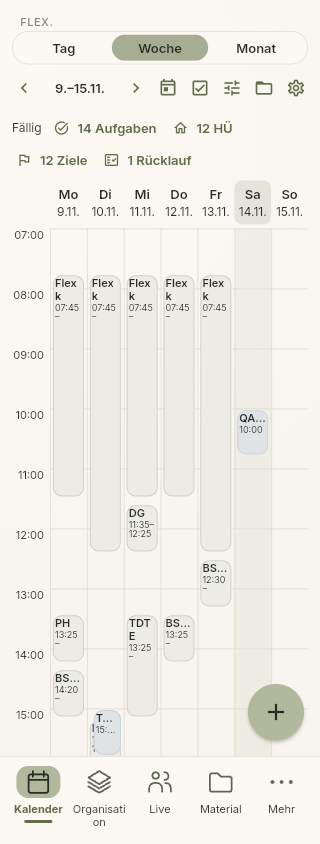 FLEX.
Tag Woche Monat
9.–15.11.
Fällig 14 Aufgaben 12 HÜ
12 Ziele 1 Rücklauf
Mo Di Mi Do Fr Sa So
9.11. 10.11. 11.11. 12.11. 13.11. 14.11. 15.11.
07:00
Flex Flex Flex Flex Flex
k k k k k
08:00
07:45 07:45 07:45 07:45 07:45
– – – – –
09:00
10:00
QA...
10:00
11:00
DG
11:35–
12:25
12:00
BS...
12:30
–
13:00
PH TDT BS...
13:25 E 13:25
– 13:25 –
–
14:00
BS...
14:20
–
15:00
T...
15:...
Kalender Organisati Live Material Mehr
on